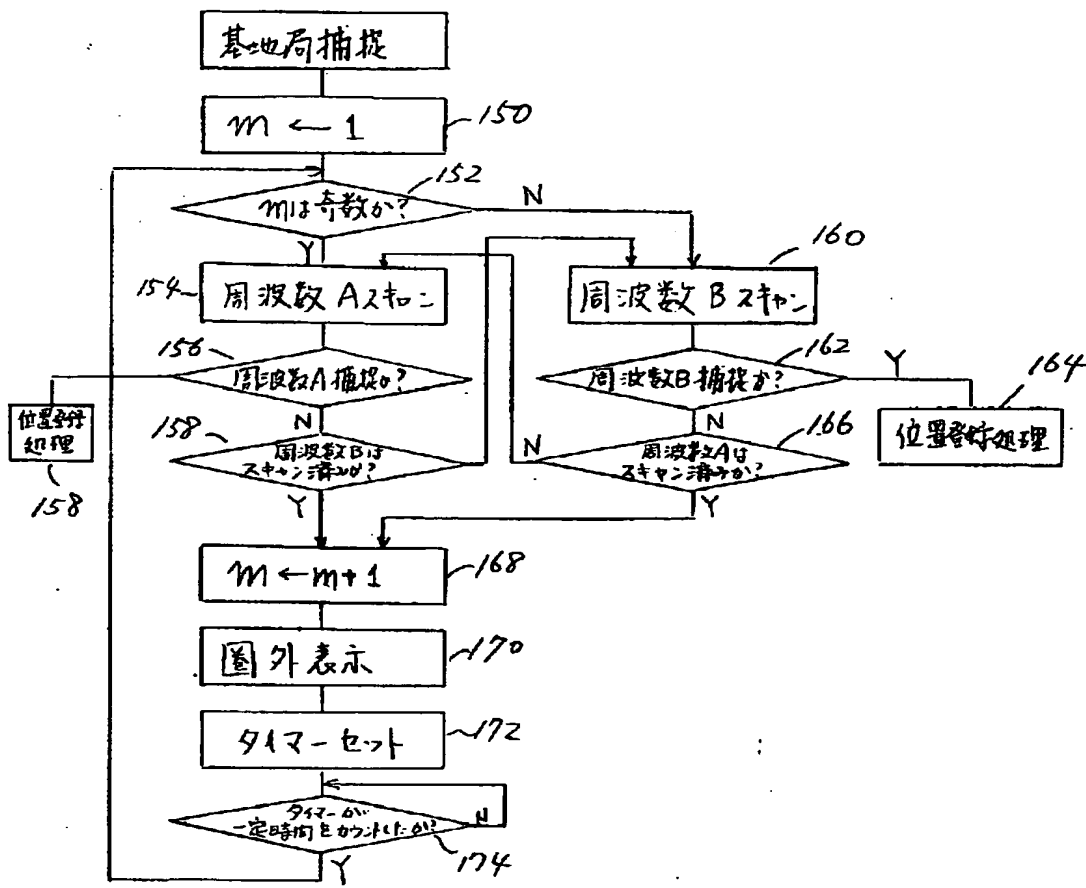 基地局捕捉
m ← 1
150
mは奇数か?
152
N
Y
154
周波数Aスキャン
160
周波数Bスキャン
156
周波数A捕捉か?
162
周波数B捕捉か?
Y
164
位置登録処理
位置登録
処理
158
N
158
周波数Bは
スキャン済みか?
N
N
166
周波数Aは
スキャン済みか?
Y
Y
m ← m+1
168
圏外表示
170
タイマーセット
172
タイマーが
一定時間をカウントしたか?
N
174
Y